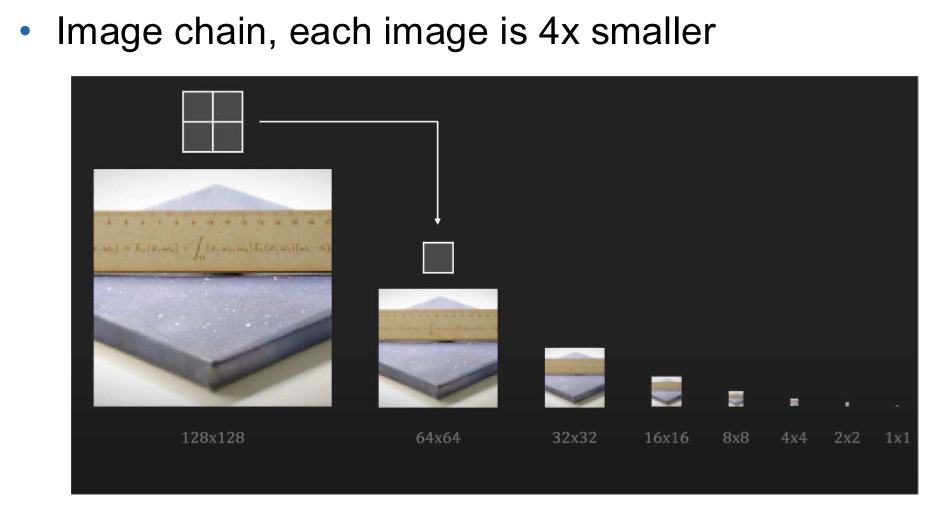 • Image chain, each image is 4x smaller
128x128
64x64
32x32
16x16
8x8
4x4
2x2
1x1